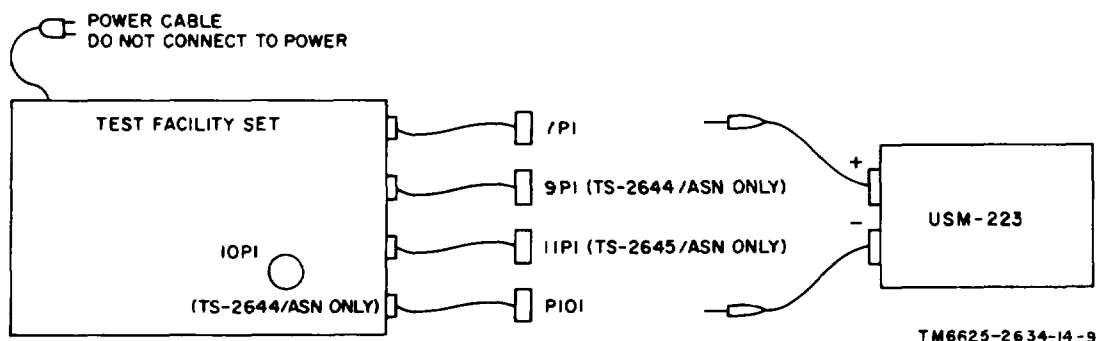 POWER CABLE
DO NOT CONNECT TO POWER
TEST FACILITY SET
7P1
9P1 (TS-2644/ASN ONLY)
11P1 (TS-2645/ASN ONLY)
10P1
(TS-2644/ASN ONLY)
P101
+
-
USM-223
TM6625-2634-14-9